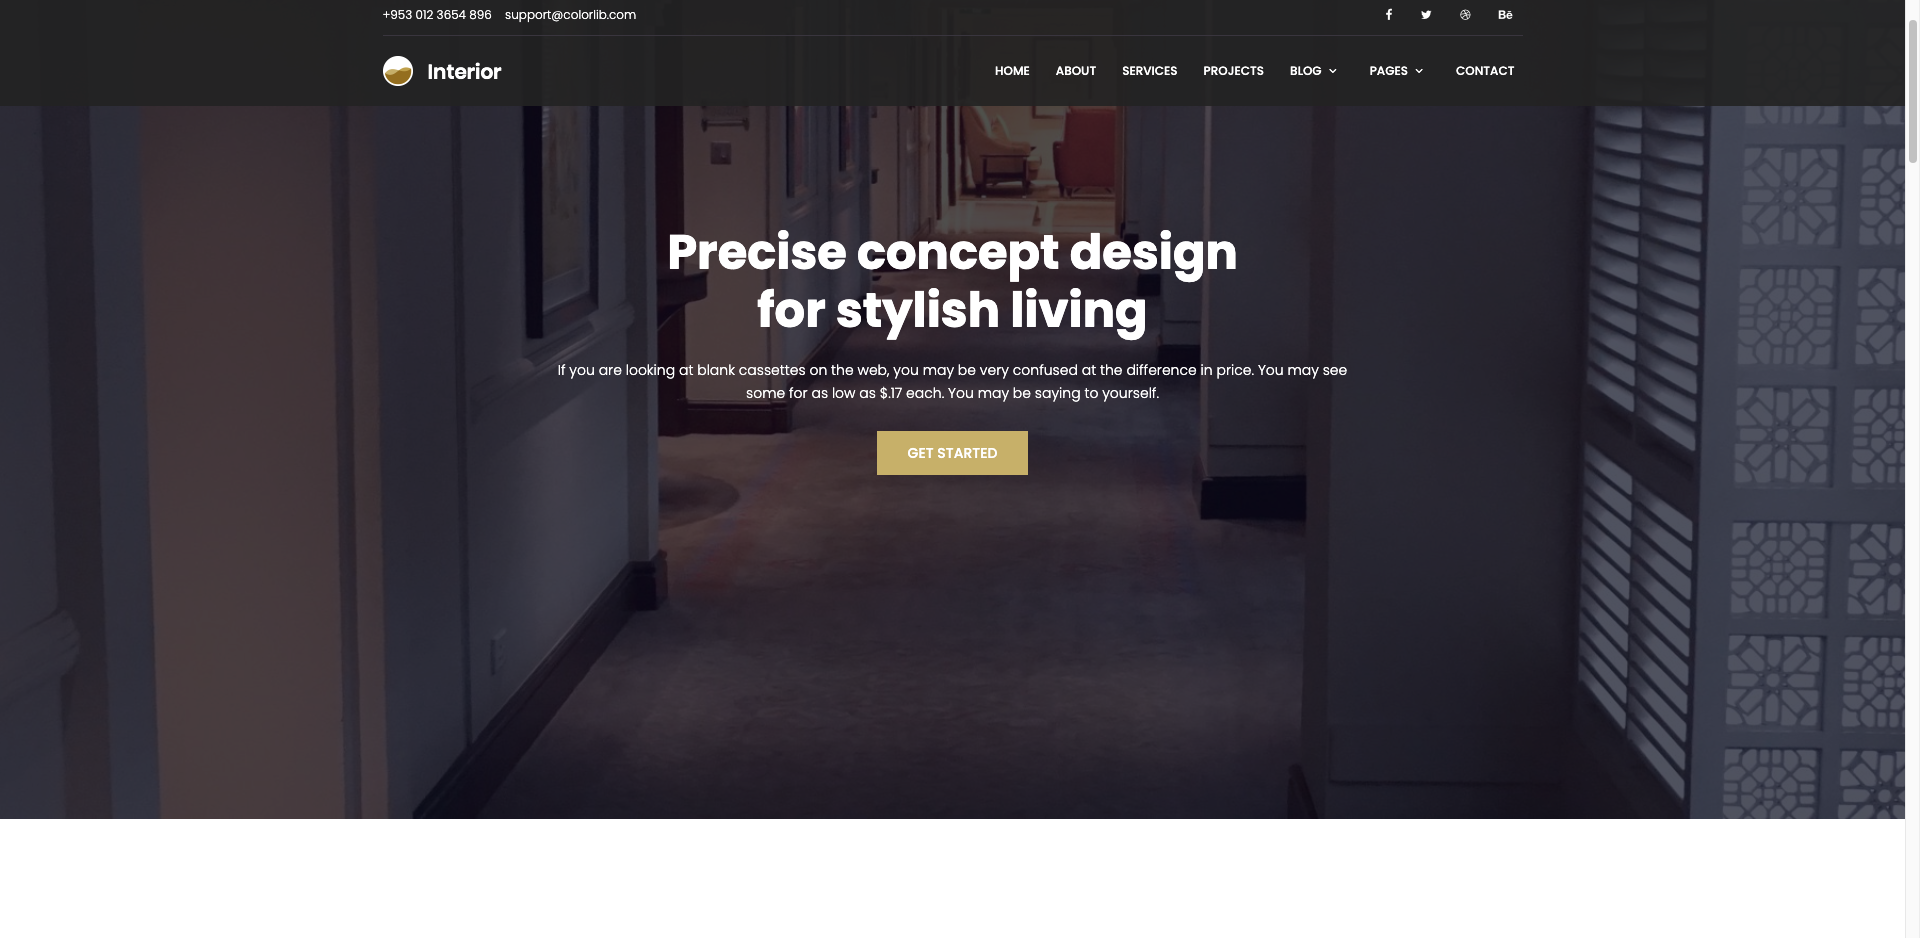 +953 012 3654 896 support@colorlib.com
Bē
Interior
HOME ABOUT SERVICES PROJECTS BLOG PAGES CONTACT
Precise concept design
for stylish living
If you are looking at blank cassettes on the web, you may be very confused at the difference in price. You may see
some for as low as $.17 each. You may be saying to yourself.
GET STARTED